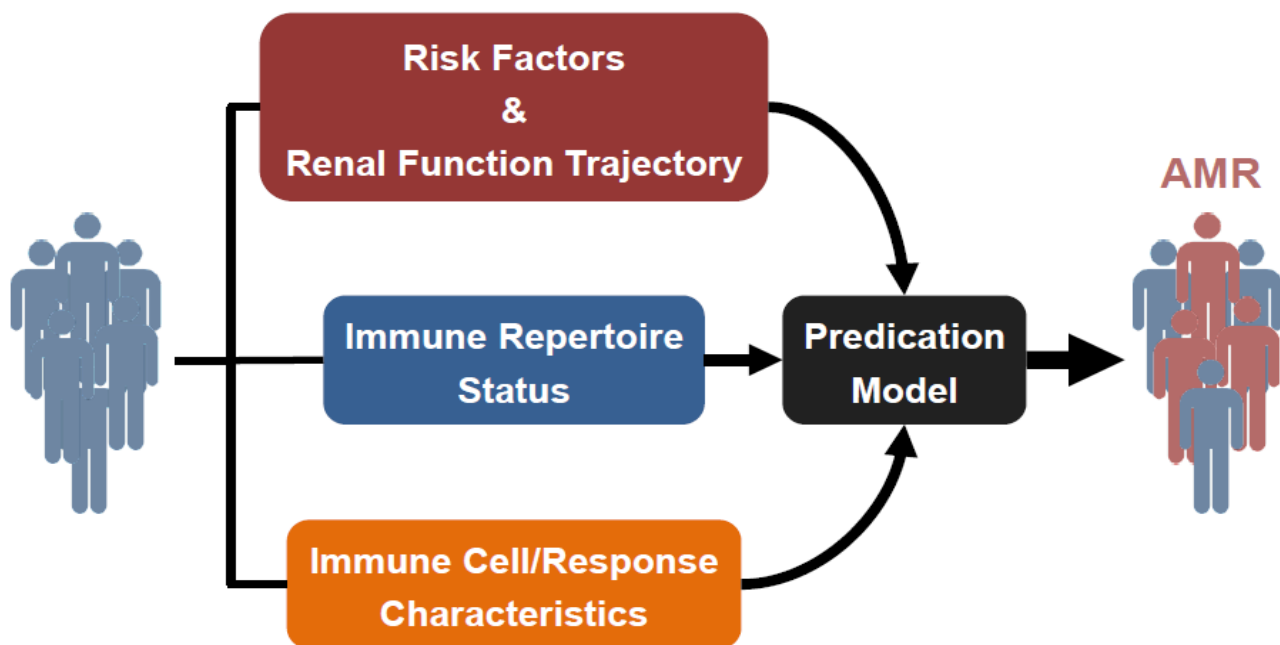 Risk Factors
&
Renal Function Trajectory
AMR
Immune Repertoire
Status
Predication
Model
Immune Cell/Response
Characteristics